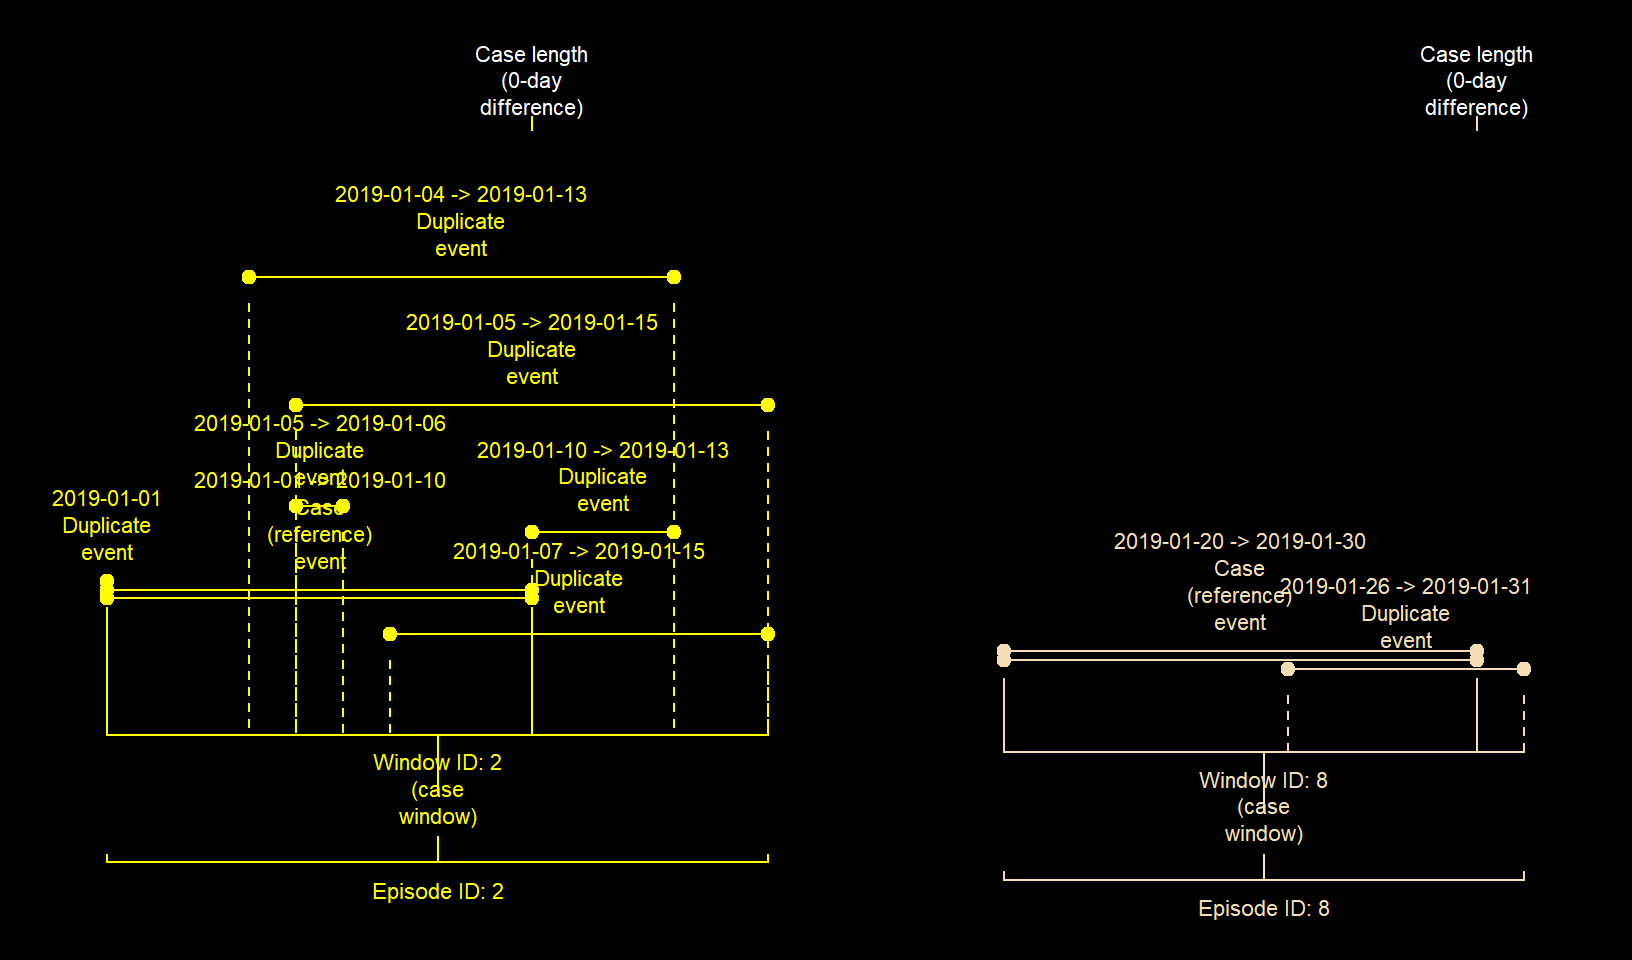 Case length
(0-day
difference)
Case length
(0-day
difference)
2019-01-04 -> 2019-01-13
Duplicate
event
2019-01-05 -> 2019-01-15
Duplicate
event
2019-01-05 -> 2019-01-06
Duplicate
event
2019-01-10 -> 2019-01-13
Duplicate
event
2019-01-01 -> 2019-01-10
Case
(reference)
event
2019-01-01
Duplicate
event
2019-01-07 -> 2019-01-15
Duplicate
event
2019-01-20 -> 2019-01-30
Case
(reference)
event
2019-01-26 -> 2019-01-31
Duplicate
event
Window ID: 2
(case
window)
Episode ID: 2
Window ID: 8
(case
window)
Episode ID: 8